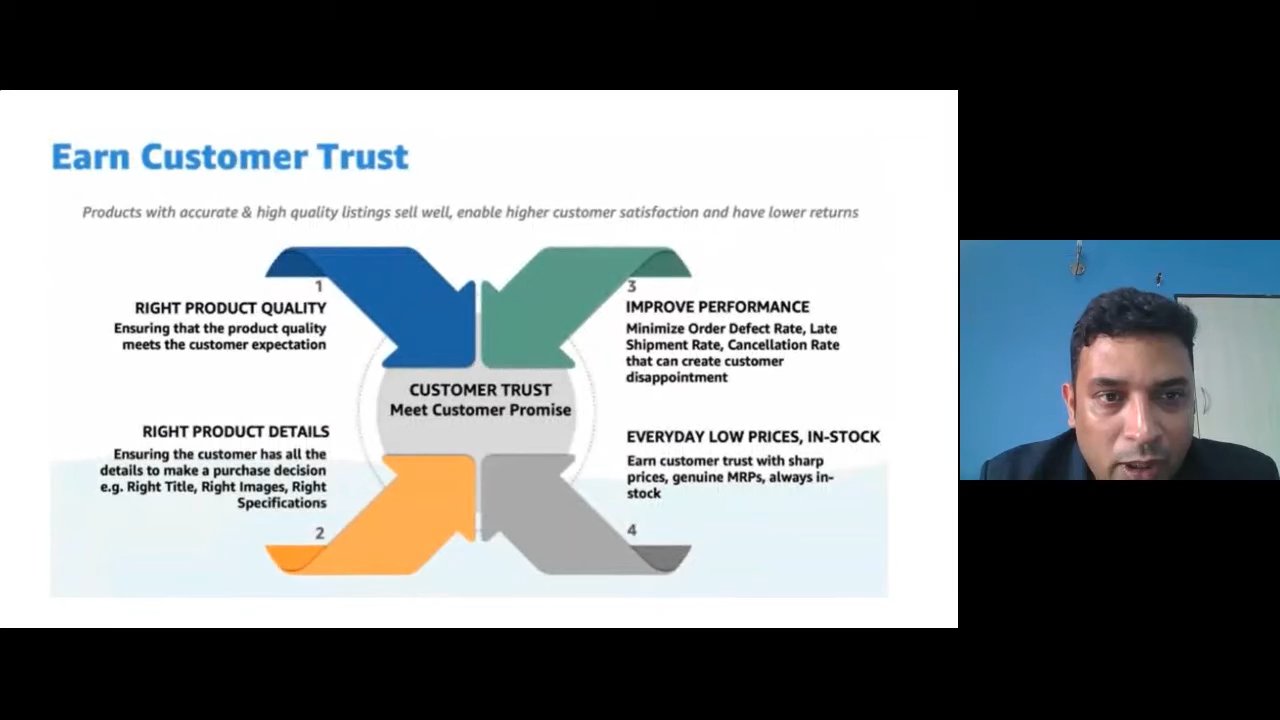 Earn Customer Trust
Products with accurate & high quality listings sell well, enable higher customer satisfaction and have lower returns
1
RIGHT PRODUCT QUALITY
Ensuring that the product quality
meets the customer expectation
3
IMPROVE PERFORMANCE
Minimize Order Defect Rate, Late
Shipment Rate, Cancellation Rate
that can create customer
disappointment
CUSTOMER TRUST
Meet Customer Promise
RIGHT PRODUCT DETAILS
Ensuring the customer has all the
details to make a purchase decision
e.g. Right Title, Right Images, Right
Specifications
2
EVERYDAY LOW PRICES, IN-STOCK
Earn customer trust with sharp
prices, genuine MRPs, always in-
stock
4